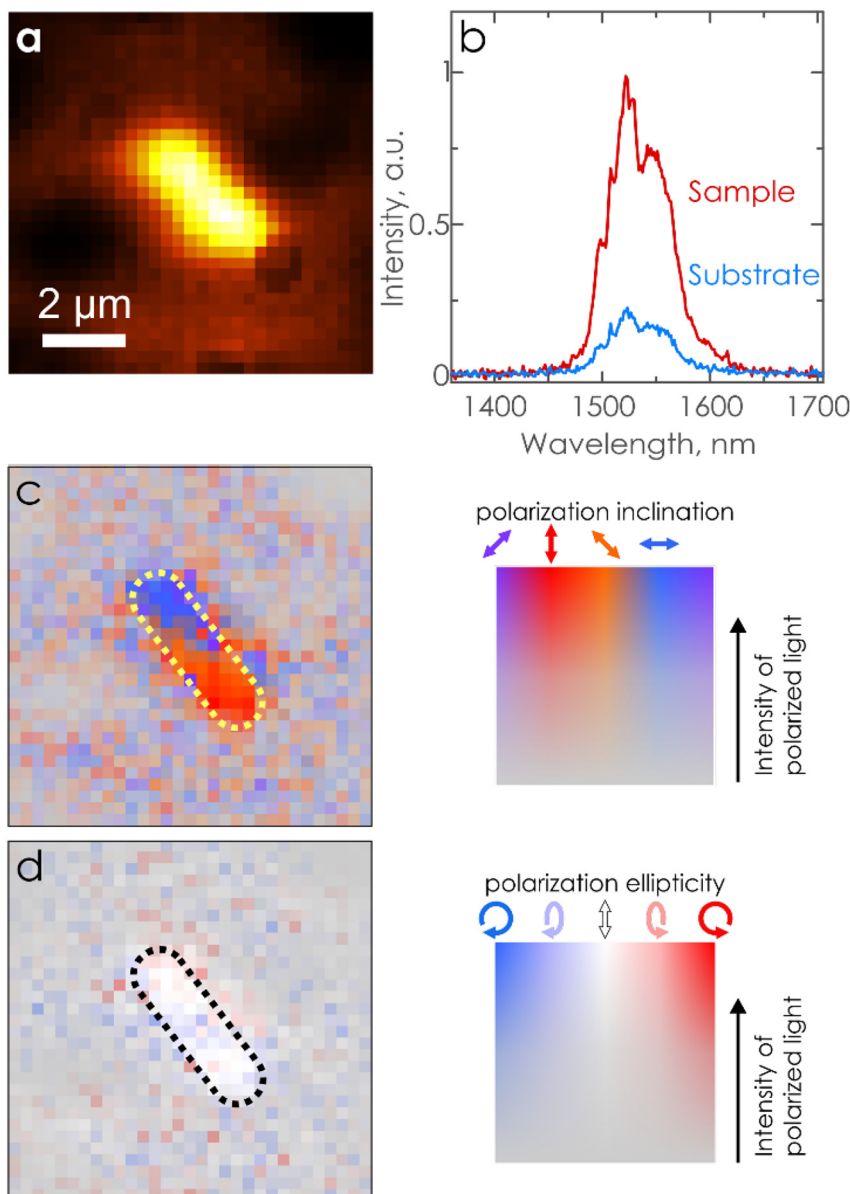 a
2 μm
b
Intensity, a.u.
1
0.5
0
Sample
Substrate
1400 1500 1600 1700
Wavelength, nm
c
polarization inclination
Intensity of
polarized light
d
polarization ellipticity
Intensity of
polarized light